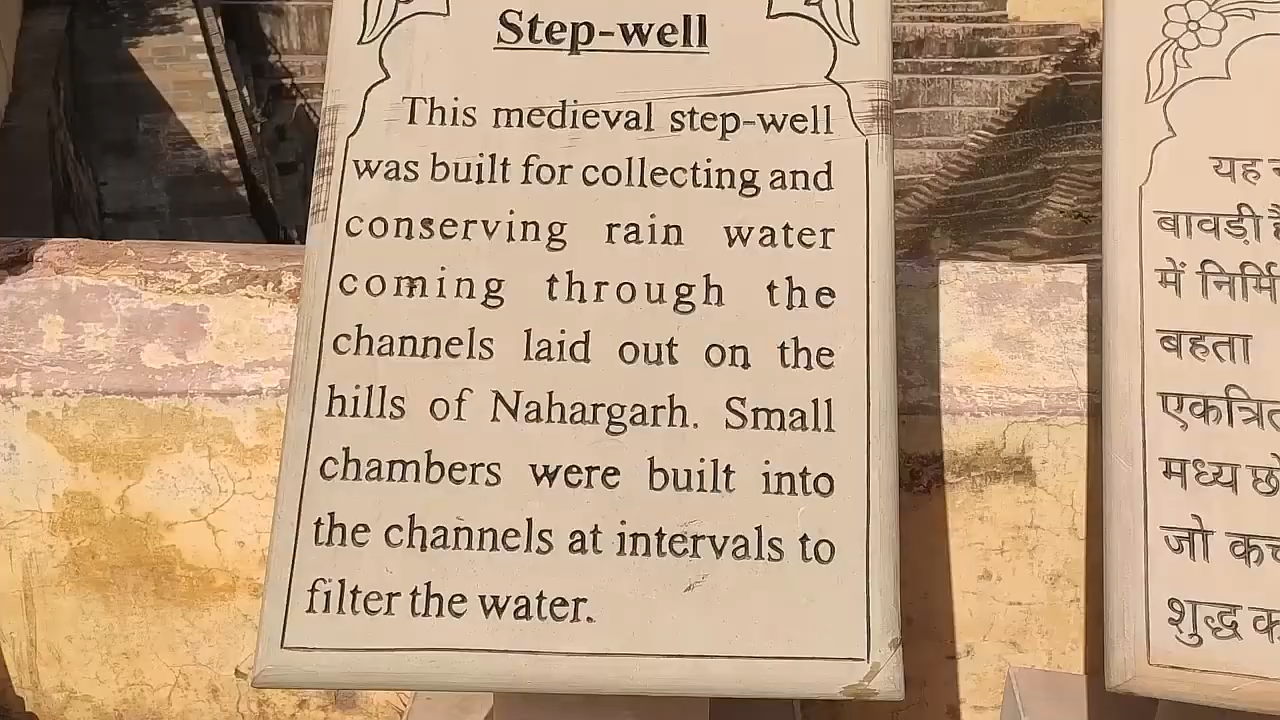 Step-well
This medieval step-well
was built for collecting and
conserving rain water
coming through the
channels laid out on the
hills of Nahargarh. Small
chambers were built into
the channels at intervals to
filter the water.
यह
बावड़ी
में
बहता
मध्य
जो
शुद्ध